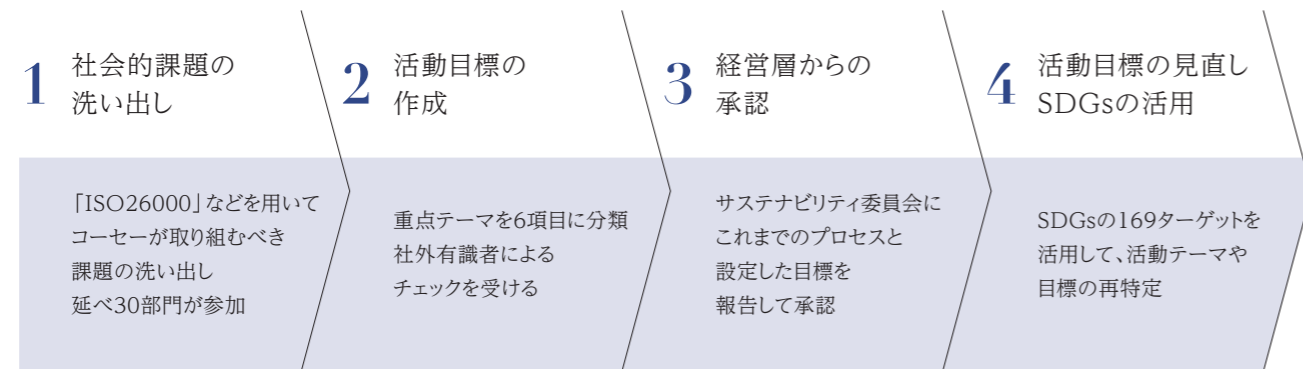 1
社会的課題の
洗い出し
「ISO26000」などを用いて
コーセーが取り組むべき
課題の洗い出し
延べ30部門が参加
2
活動目標の
作成
重点テーマを6項目に分類
社外有識者による
チェックを受ける
3
経営層からの
承認
サステナビリティ委員会に
これまでのプロセスと
設定した目標を
報告して承認
4
活動目標の見直し
SDGsの活用
SDGsの169ターゲットを
活用して、活動テーマや
目標の再特定